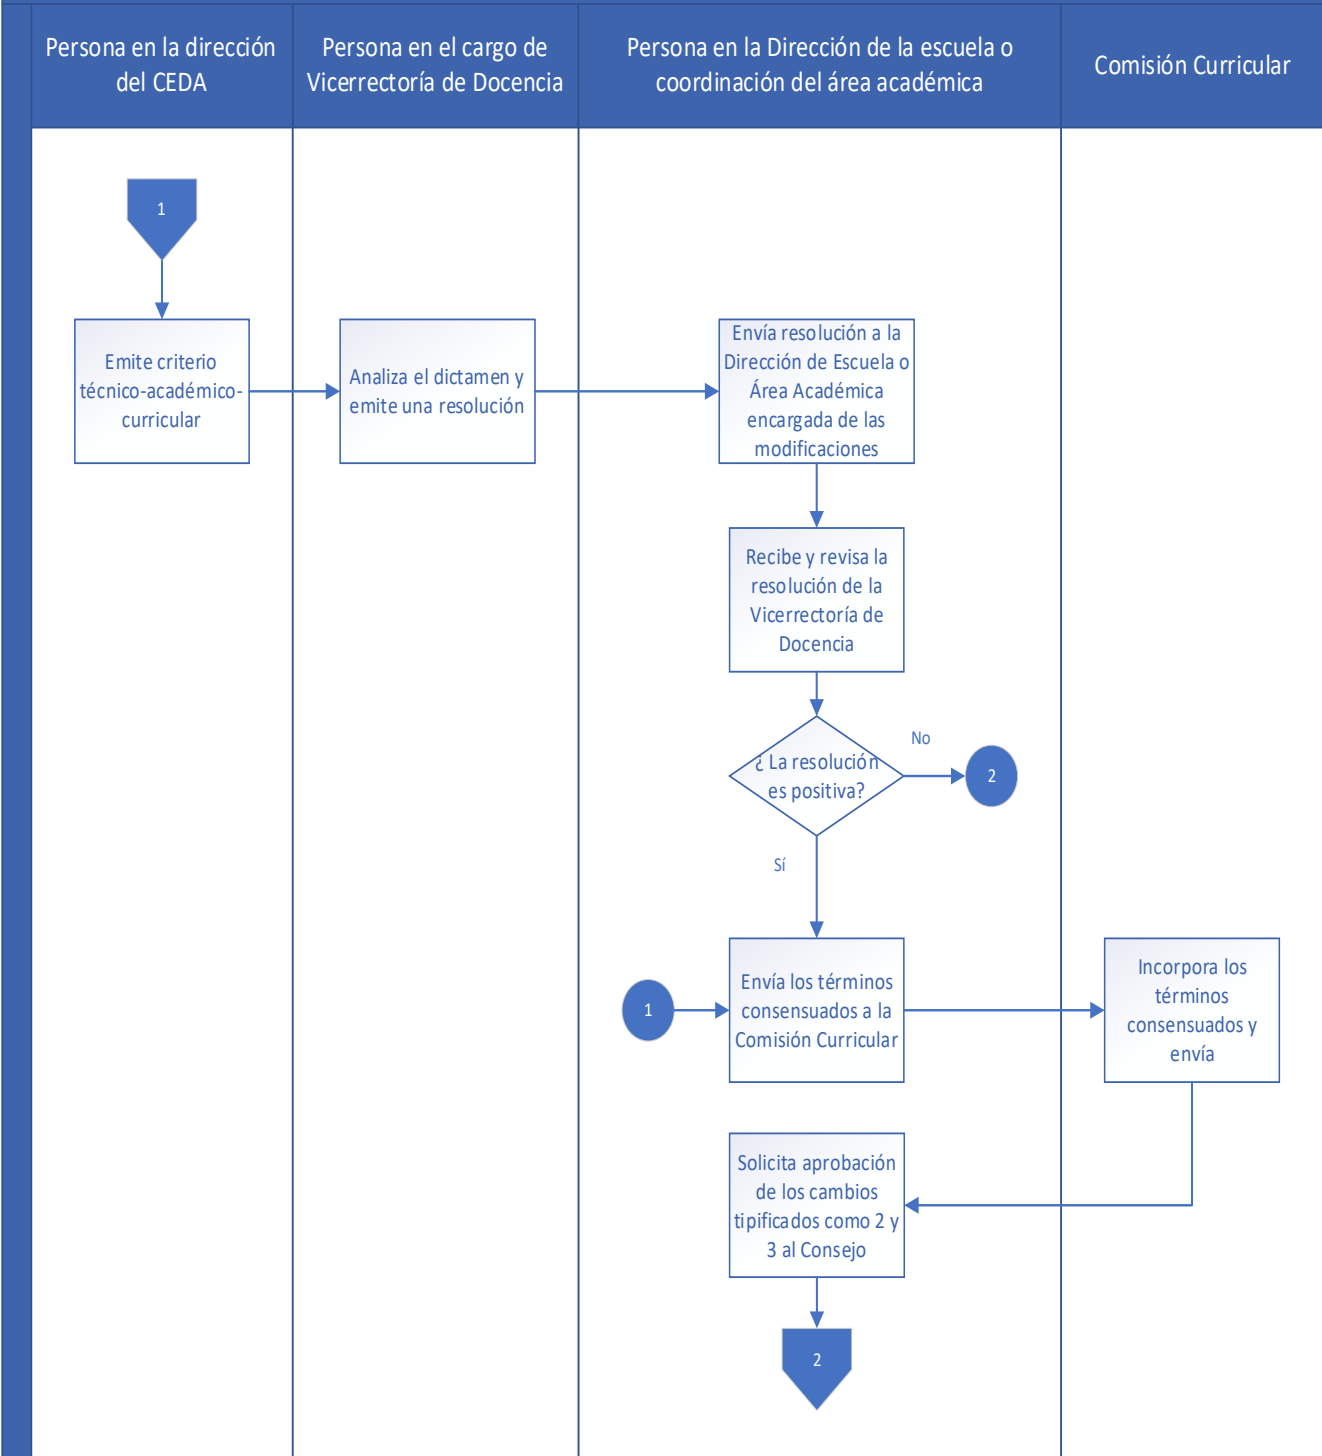 Persona en la dirección
del CEDA
Persona en el cargo de
Vicerrectoría de Docencia
Persona en la Dirección de la escuela o
coordinación del área académica
Comisión Curricular
1
Emite criterio
técnico-académico-
curricular
Analiza el dictamen y
emite una resolución
Envía resolución a la
Dirección de Escuela o
Área Académica
encargada de las
modificaciones
Recibe y revisa la
resolución de la
Vicerrectoría de
Docencia
¿ La resolución
es positiva?
No
2
Sí
1
Envía los términos
consensuados a la
Comisión Curricular
Incorpora los
términos
consensuados y
envía
Solicita aprobación
de los cambios
tipificados como 2 y
3 al Consejo
2